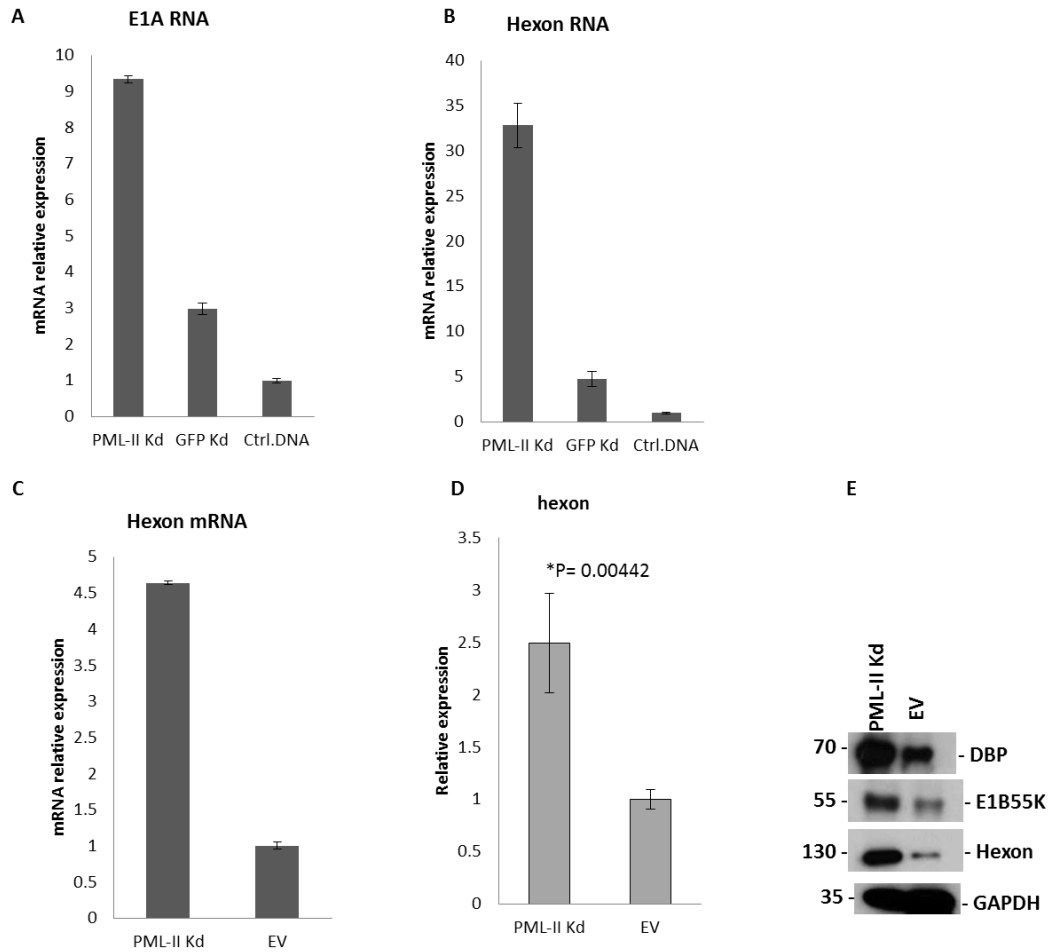 A
E1A RNA
mRNA relative expression
10
9
8
7
6
5
4
3
2
1
0
PML-II Kd GFP Kd Ctrl.DNA
B
Hexon RNA
mRNA relative expression
40
35
30
25
20
15
10
5
0
PML-II Kd GFP Kd Ctrl.DNA
C
Hexon mRNA
mRNA relative expression
5
4.5
4
3.5
3
2.5
2
1.5
1
0.5
0
PML-II Kd EV
D
hexon
Relative expression
3.5
3
2.5
2
1.5
1
0.5
0
*P= 0.00442
PML-II Kd EV
E
PML-II Kd EV
70 - - DBP
55 - - E1B55K
130 - - Hexon
35 - - GAPDH